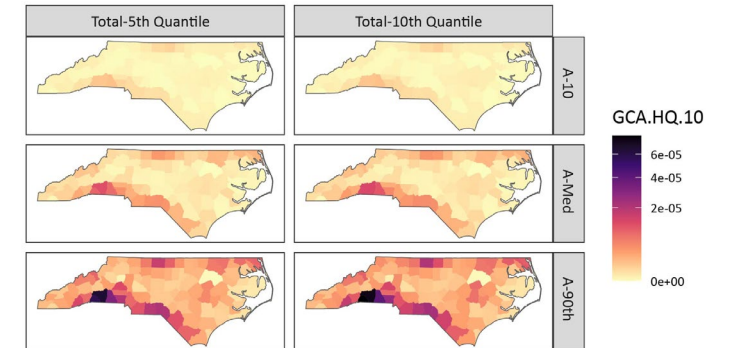 Total-5th Quantile
Total-10th Quantile
A-10
A-Med
A-90th
GCA.HQ.10
6e-05
4e-05
2e-05
0e+00